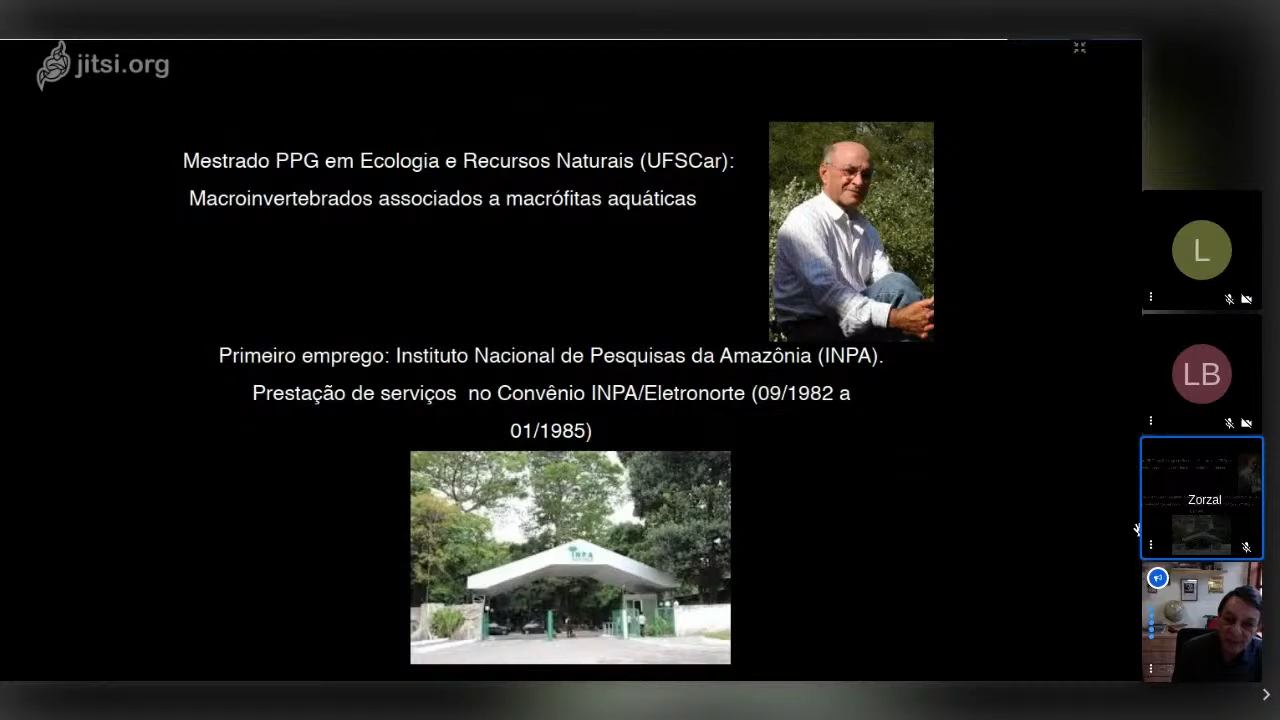 jitsi.org
Mestrado PPG em Ecologia e Recursos Naturais (UFSCar):
Macroinvertebrados associados a macrófitas aquáticas
L
Primeiro emprego: Instituto Nacional de Pesquisas da Amazônia (INPA).
Prestação de serviços no Convênio INPA/Eletronorte (09/1982 a
01/1985)
LB
Zorzal
INPA